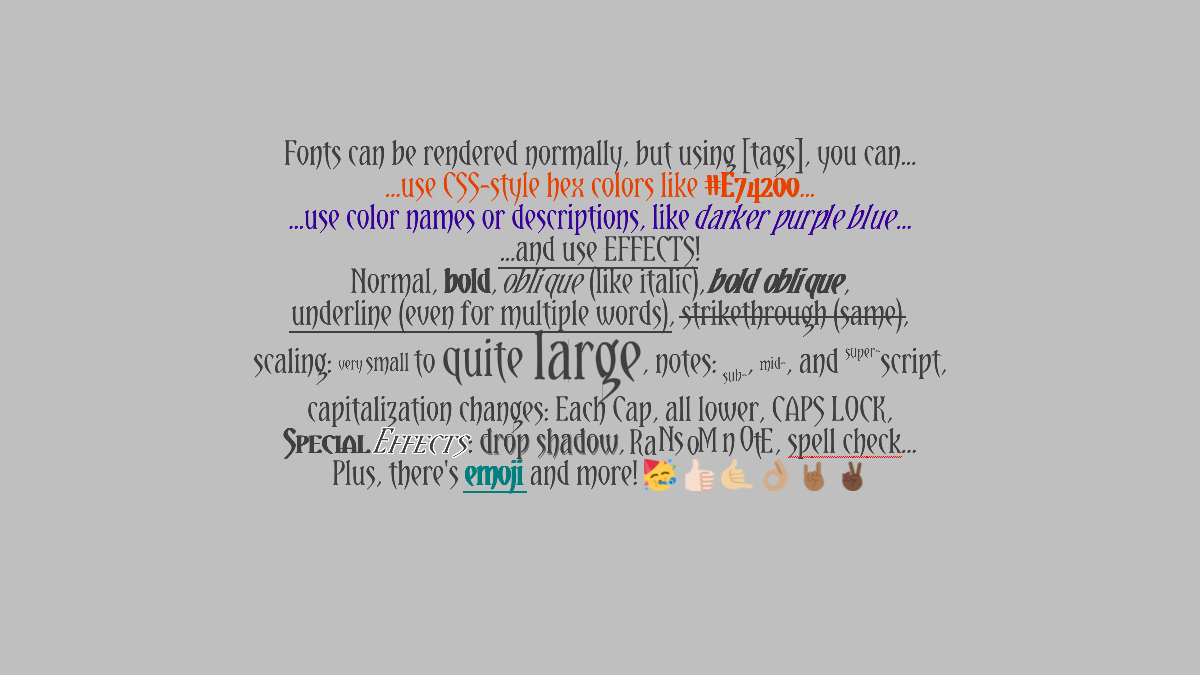 Fonts can be rendered normally, but using [tags], you can...
...use CSS-style hex colors like #E74200...
...use color names or descriptions, like darker purple blue...
...and use EFFECTS!
Normal, bold, oblique (like italic), bold oblique,
underline (even for multiple words), strikethrough (same),
scaling: very small to quite large, notes: sub-, mid-, and super-script,
capitalization changes: Each Cap, all lower, CAPS LOCK,
Special Effects: drop shadow, RaNsoM nOtE, spell check...
Plus, there's emoji and more! 🥳👍🏻🤙🏼👌🏽🤘🏾✌🏿